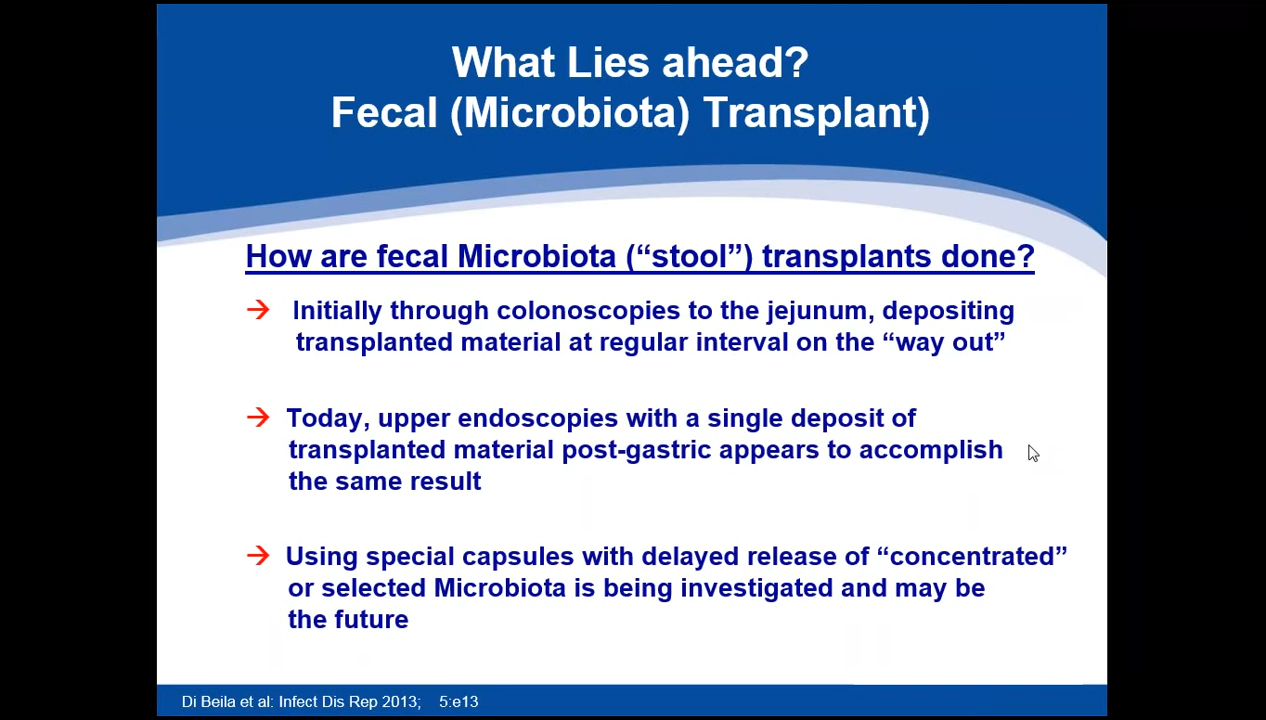 What Lies ahead?
Fecal (Microbiota) Transplant)
How are fecal Microbiota (“stool”) transplants done?
→ Initially through colonoscopies to the jejunum, depositing
transplanted material at regular interval on the “way out”
→ Today, upper endoscopies with a single deposit of
transplanted material post-gastric appears to accomplish
the same result
→ Using special capsules with delayed release of “concentrated”
or selected Microbiota is being investigated and may be
the future
Di Beila et al: Infect Dis Rep 2013; 5:e13